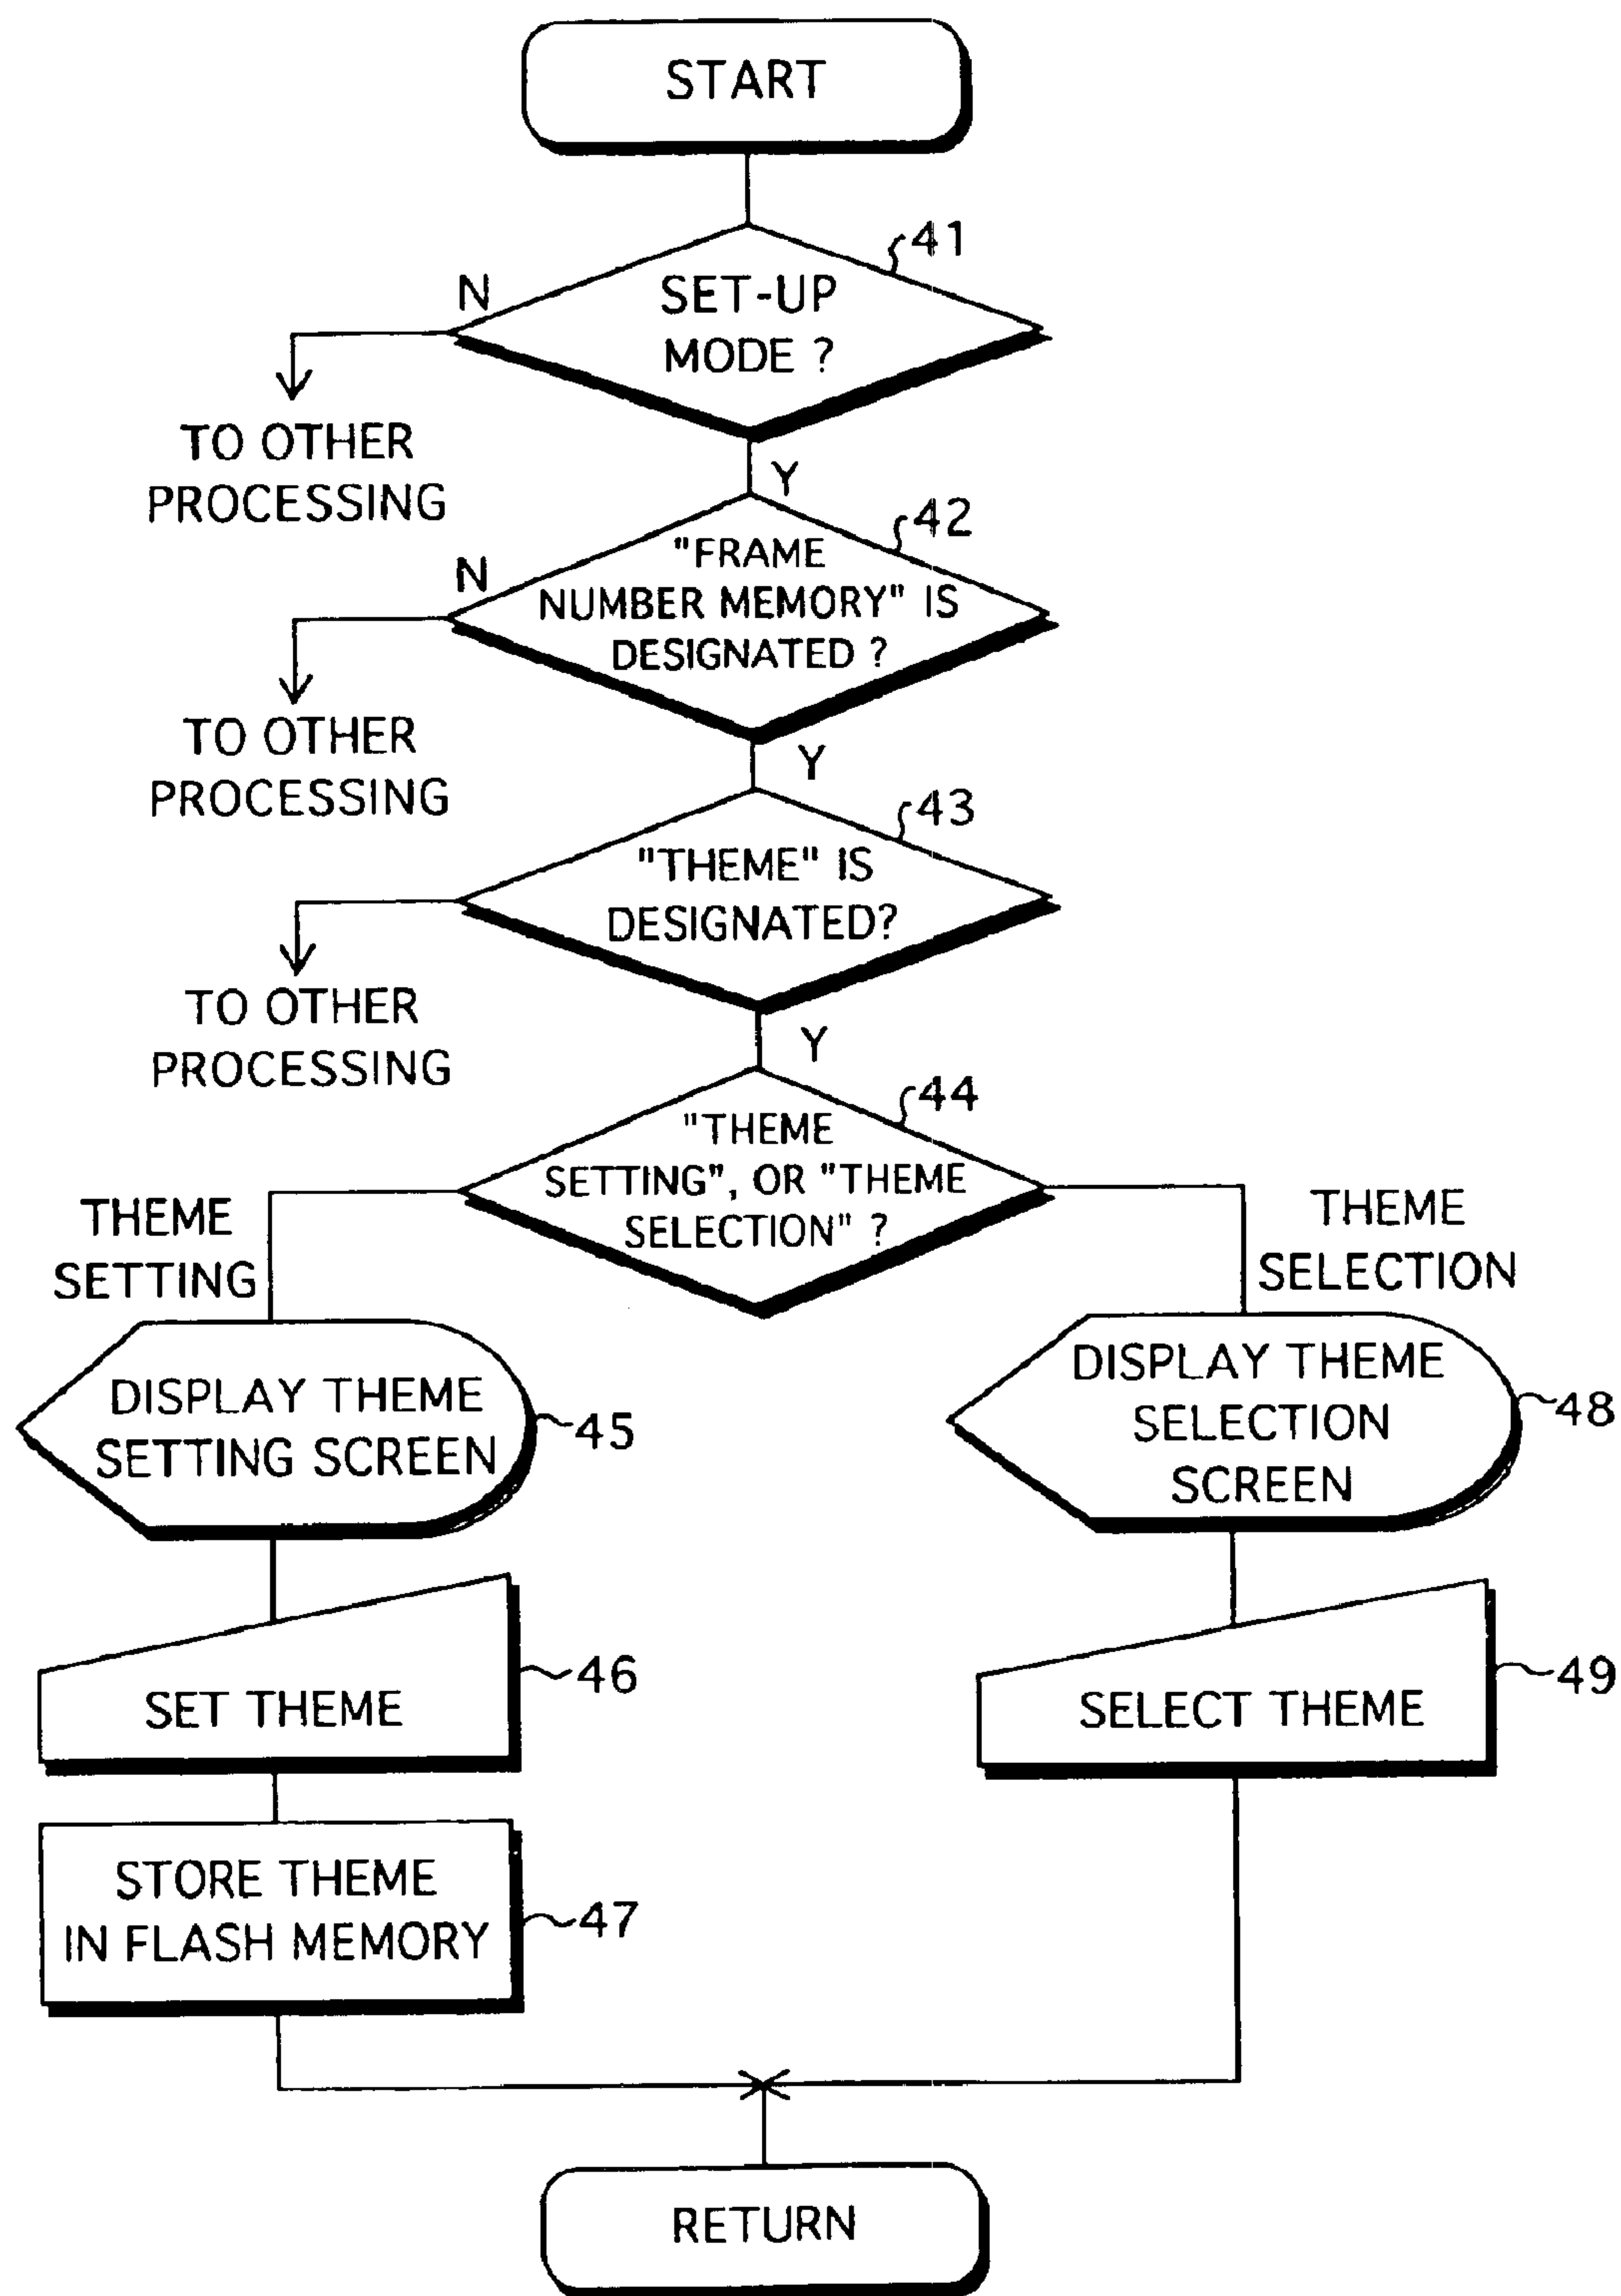 START
41
N
SET-UP
MODE ?
TO OTHER
PROCESSING
Y
42
N
"FRAME
NUMBER MEMORY" IS
DESIGNATED ?
TO OTHER
PROCESSING
Y
43
"THEME" IS
DESIGNATED?
TO OTHER
PROCESSING
Y
44
"THEME
SETTING", OR "THEME
SELECTION" ?
THEME
SETTING
THEME
SELECTION
DISPLAY THEME
SETTING SCREEN
45
DISPLAY THEME
SELECTION
SCREEN
48
SET THEME
46
SELECT THEME
49
STORE THEME
IN FLASH MEMORY
47
RETURN